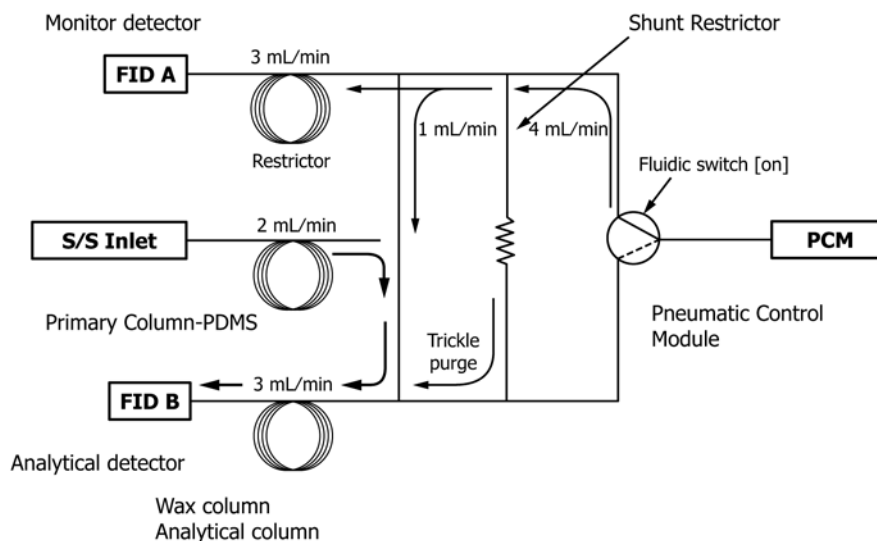 Monitor detector
3 mL/min
Shunt Restrictor
FID A
1 mL/min
4 mL/min
Restrictor
Fluidic switch [on]
S/S Inlet
2 mL/min
PCM
Primary Column-PDMS
Trickle
purge
Pneumatic Control
Module
FID B
3 mL/min
Analytical detector
Wax column
Analytical column